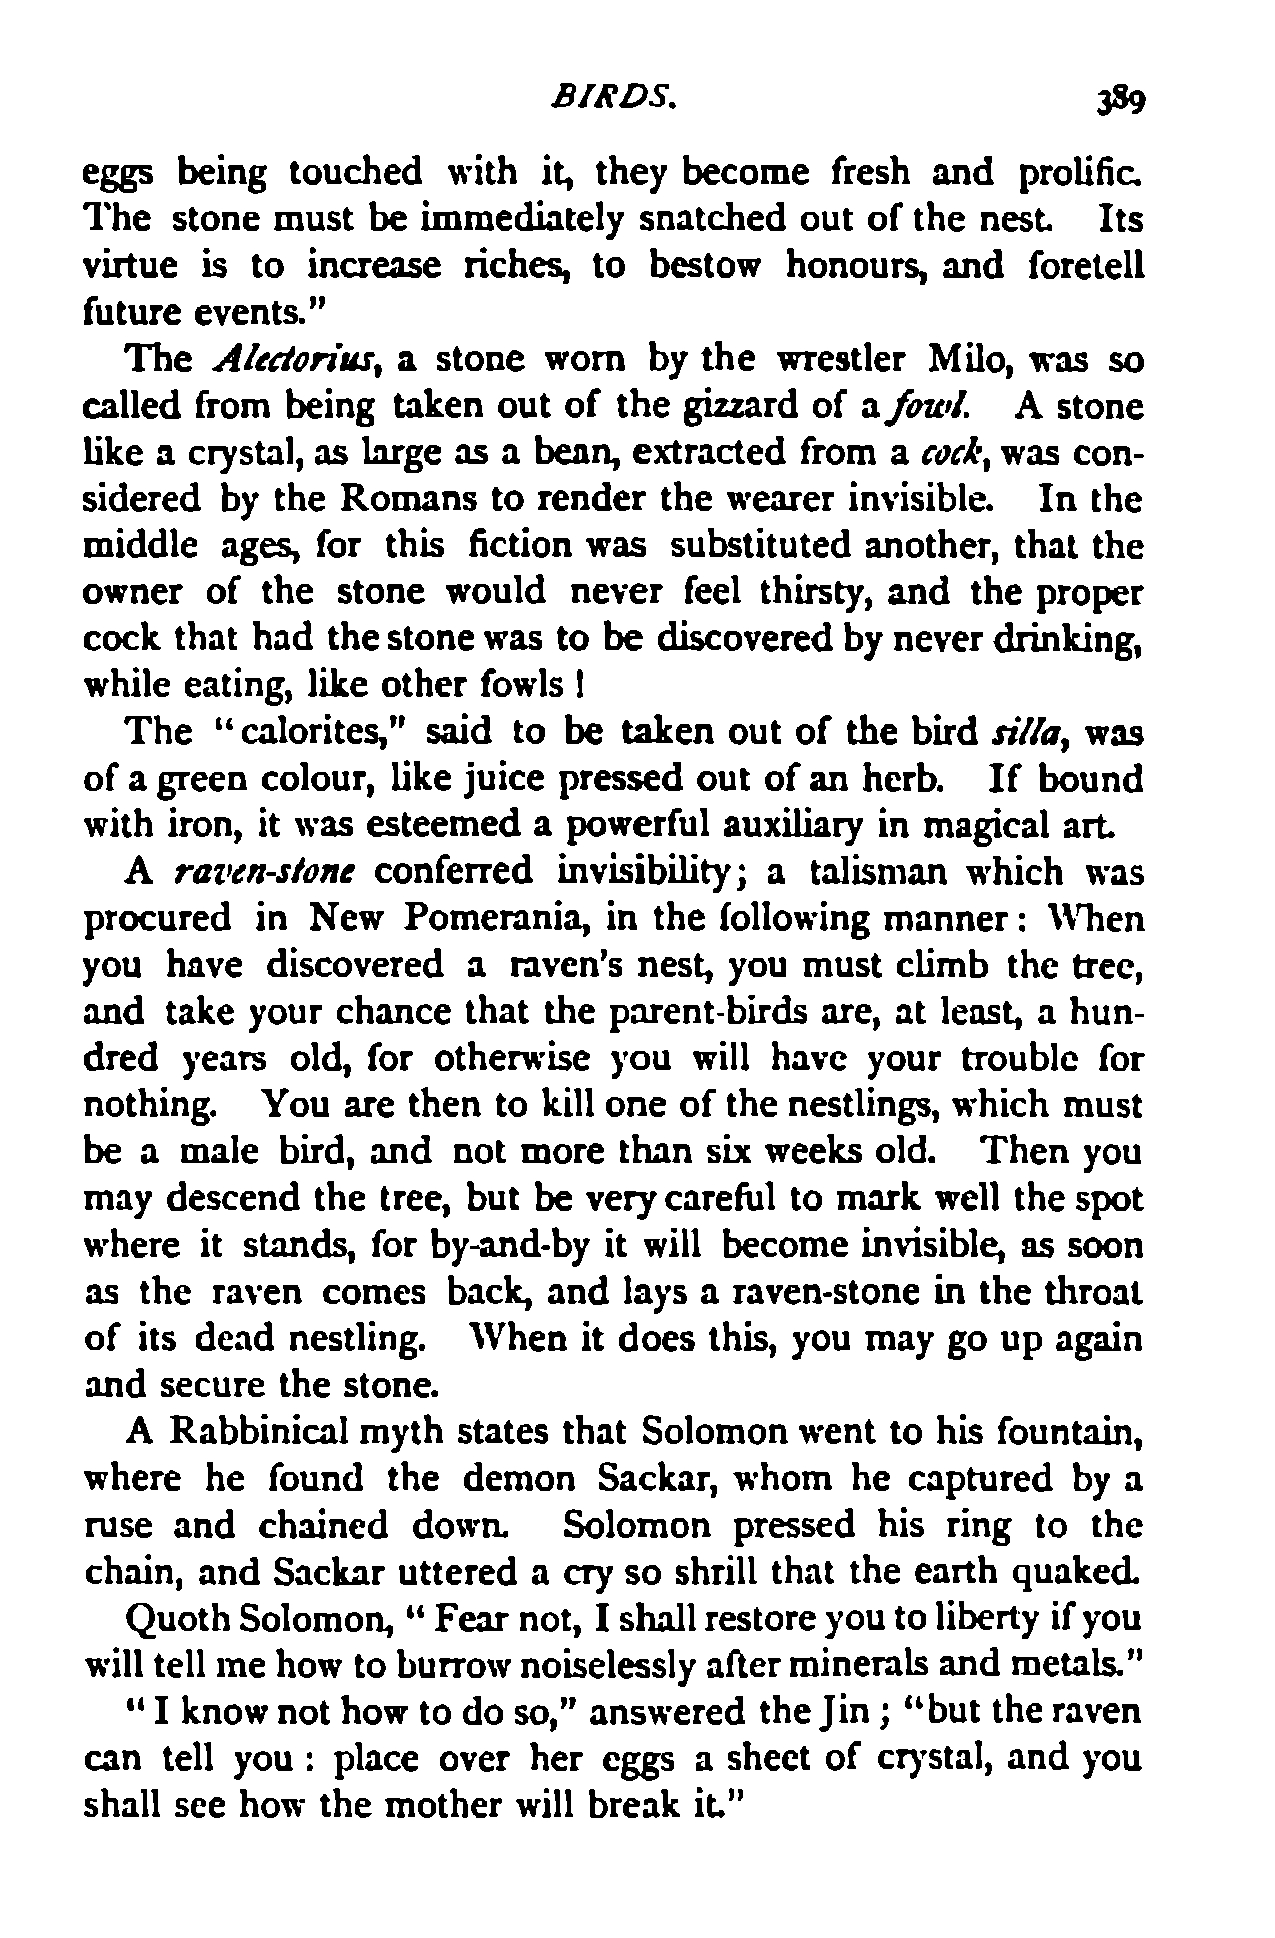 BIRDS. 389
eggs being touched with it, they become fresh and prolific.
The stone must be immediately snatched out of the nest. Its
virtue is to increase riches, to bestow honours, and foretell
future events."
The Alectorius, a stone worn by the wrestler Milo, was so
called from being taken out of the gizzard of a fowl. A stone
like a crystal, as large as a bean, extracted from a cock, was con-
sidered by the Romans to render the wearer invisible. In the
middle ages, for this fiction was substituted another, that the
owner of the stone would never feel thirsty, and the proper
cock that had the stone was to be discovered by never drinking,
while eating, like other fowls!
The "calorites," said to be taken out of the bird silla, was
of a green colour, like juice pressed out of an herb. If bound
with iron, it was esteemed a powerful auxiliary in magical art.
A raven-stone conferred invisibility; a talisman which was
procured in New Pomerania, in the following manner: When
you have discovered a raven's nest, you must climb the tree,
and take your chance that the parent-birds are, at least, a hun-
dred years old, for otherwise you will have your trouble for
nothing. You are then to kill one of the nestlings, which must
be a male bird, and not more than six weeks old. Then you
may descend the tree, but be very careful to mark well the spot
where it stands, for by-and-by it will become invisible, as soon
as the raven comes back, and lays a raven-stone in the throat
of its dead nestling. When it does this, you may go up again
and secure the stone.
A Rabbinical myth states that Solomon went to his fountain,
where he found the demon Sackar, whom he captured by a
ruse and chained down. Solomon pressed his ring to the
chain, and Sackar uttered a cry so shrill that the earth quaked.
Quoth Solomon, "Fear not, I shall restore you to liberty if you
will tell me how to burrow noiselessly after minerals and metals."
"I know not how to do so," answered the Jin; "but the raven
can tell you: place over her eggs a sheet of crystal, and you
shall see how the mother will break it."